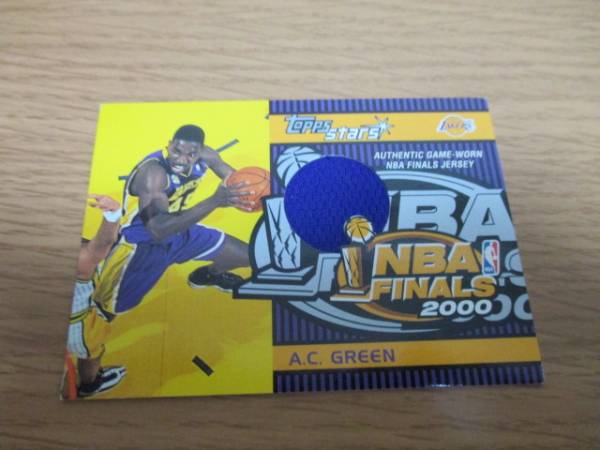 Topps
stars
LAKERS
AUTHENTIC GAME-WORN
NBA FINALS JERSEY
NBA
NBA
FINALS
2000
A.C. GREEN